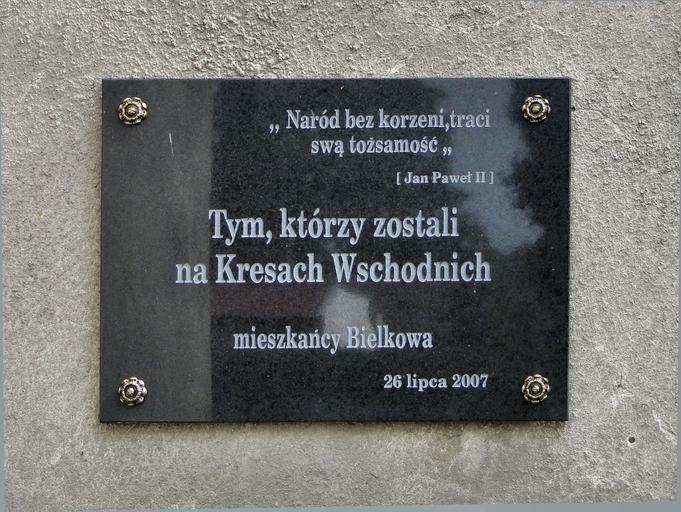 „ Naród bez korzeni,traci
swą tożsamość „
[ Jan Paweł II ]
Tym, którzy zostali
na Kresach Wschodnich
mieszkańcy Bielkowa
26 lipca 2007